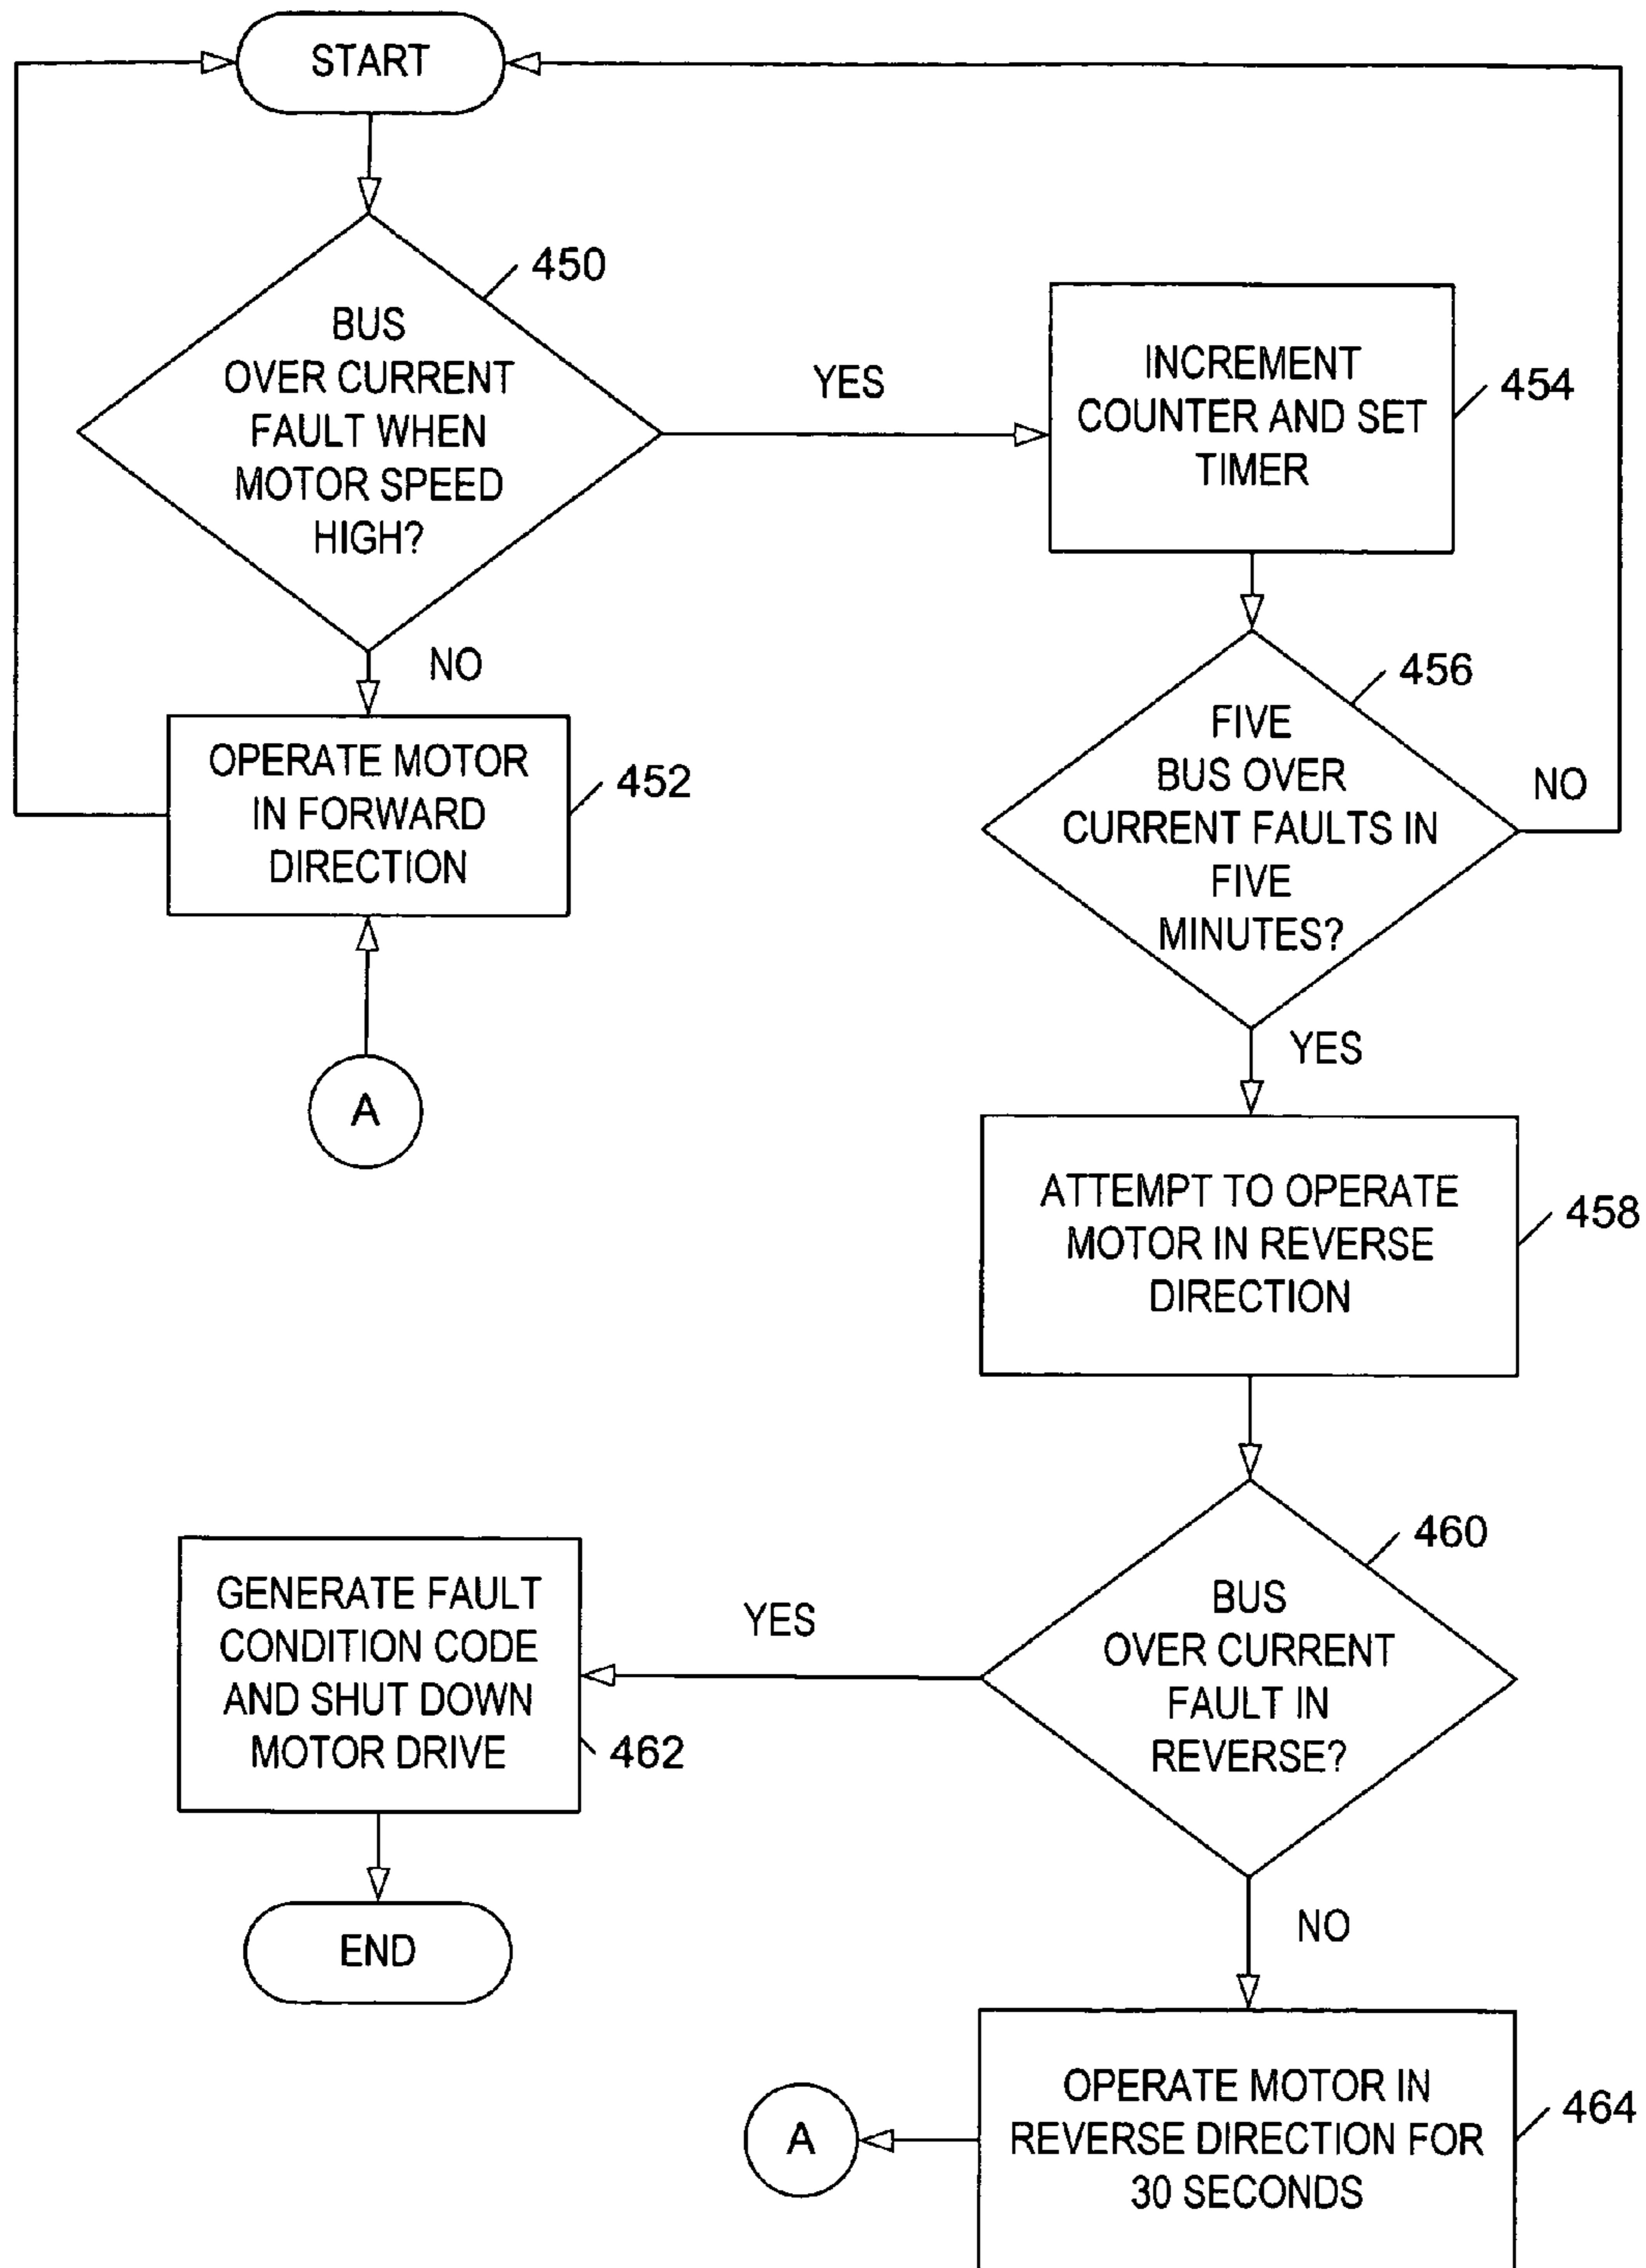 START
450
BUS
OVER CURRENT
FAULT WHEN
MOTOR SPEED
HIGH?
YES
INCREMENT
COUNTER AND SET
TIMER
454
NO
OPERATE MOTOR
IN FORWARD
DIRECTION
452
A
456
FIVE
BUS OVER
CURRENT FAULTS IN
FIVE
MINUTES?
NO
YES
ATTEMPT TO OPERATE
MOTOR IN REVERSE
DIRECTION
458
460
BUS
OVER CURRENT
FAULT IN
REVERSE?
YES
GENERATE FAULT
CONDITION CODE
AND SHUT DOWN
MOTOR DRIVE
462
END
NO
OPERATE MOTOR IN
REVERSE DIRECTION FOR
30 SECONDS
464
A